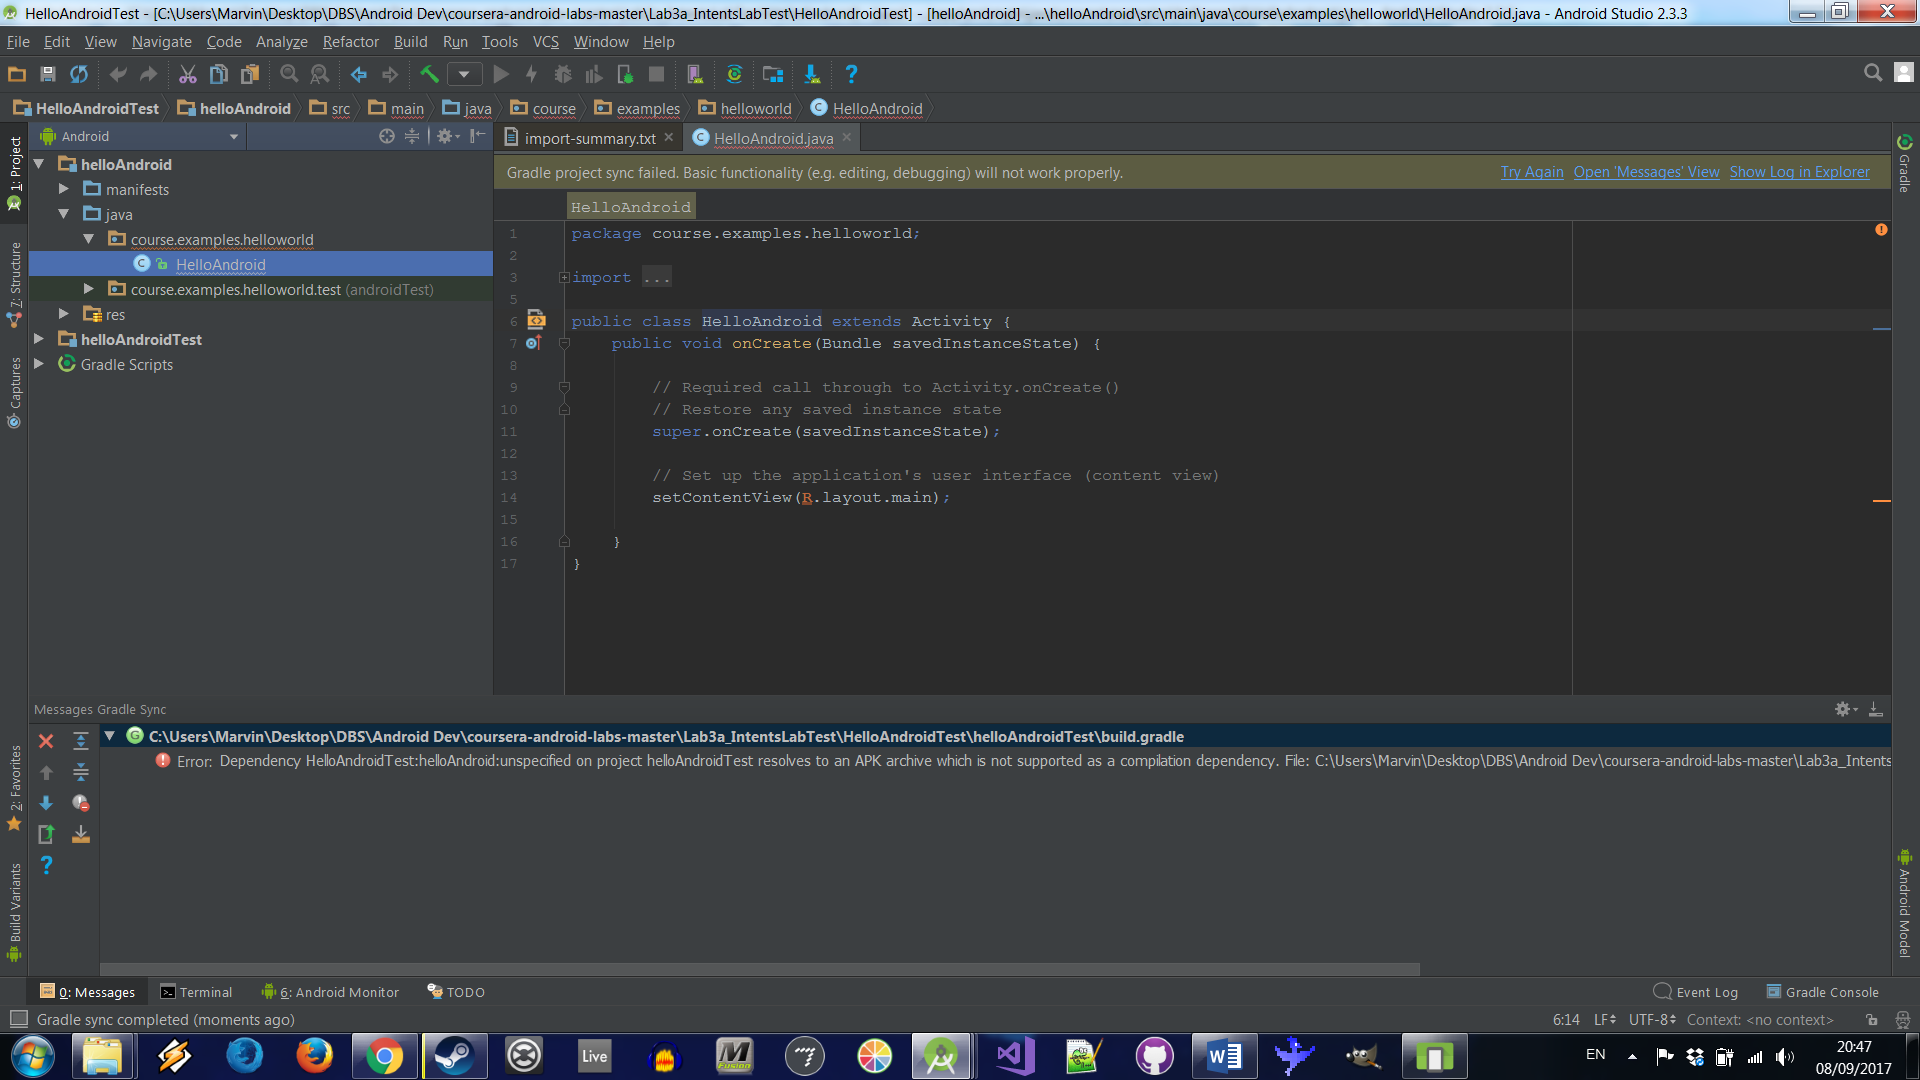 HelloAndroidTest - [C:\Users\Marvin\Desktop\DBS\Android Dev\coursera-android-labs-master\Lab3a_IntentsLabTest\HelloAndroidTest] - [helloAndroid] - ...\helloAndroid\src\main\java\course\examples\helloworld\HelloAndroid.java - Android Studio 2.3.3
File Edit View Navigate Code Analyze Refactor Build Run Tools VCS Window Help
HelloAndroidTest helloAndroid src main java course examples helloworld HelloAndroid
Android
import-summary.txt HelloAndroid.java
1: Project
7: Structure
Captures
2: Favorites
Build Variants
helloAndroid
manifests
java
course.examples.helloworld
HelloAndroid
course.examples.helloworld.test (androidTest)
res
helloAndroidTest
Gradle Scripts
Gradle project sync failed. Basic functionality (e.g. editing, debugging) will not work properly.
Try Again Open 'Messages' View Show Log in Explorer
HelloAndroid
1 package course.examples.helloworld;
2
3 import ...
5
6 public class HelloAndroid extends Activity {
7 public void onCreate(Bundle savedInstanceState) {
8
9 // Required call through to Activity.onCreate()
10 // Restore any saved instance state
11 super.onCreate(savedInstanceState);
12
13 // Set up the application's user interface (content view)
14 setContentView(R.layout.main);
15
16 }
17 }
Gradle
Android Model
Messages Gradle Sync
C:\Users\Marvin\Desktop\DBS\Android Dev\coursera-android-labs-master\Lab3a_IntentsLabTest\HelloAndroidTest\helloAndroidTest\build.gradle
Error: Dependency HelloAndroidTest:helloAndroid:unspecified on project helloAndroidTest resolves to an APK archive which is not supported as a compilation dependency. File: C:\Users\Marvin\Desktop\DBS\Android Dev\coursera-android-labs-master\Lab3a_Intents
0: Messages Terminal 6: Android Monitor TODO Event Log Gradle Console
Gradle sync completed (moments ago)
6:14 LF UTF-8 Context: <no context>
Live
Fusion
EN
20:47
08/09/2017